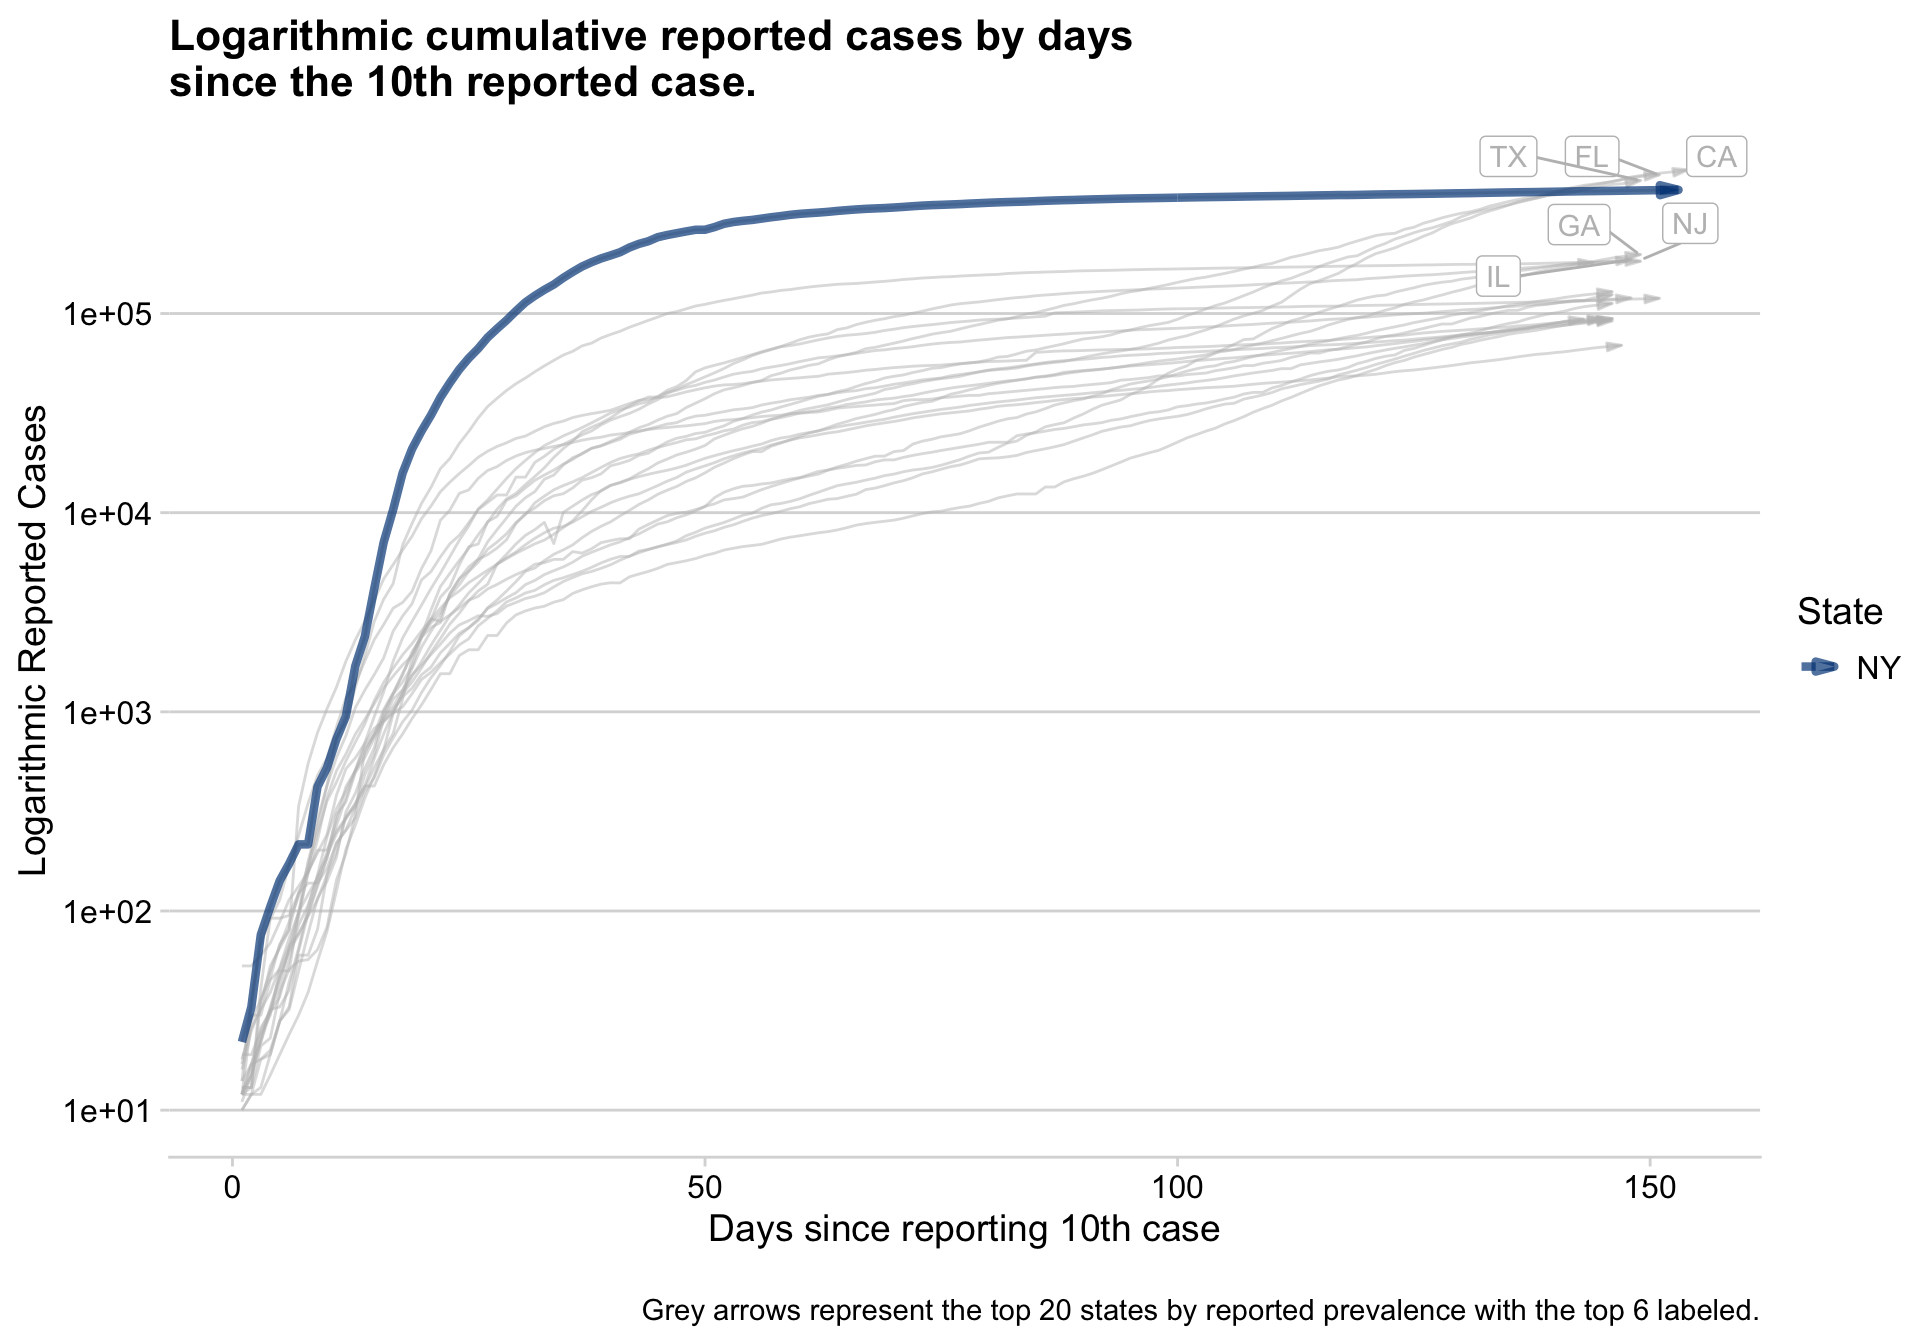 Logarithmic cumulative reported cases by days
since the 10th reported case.
TX
FL
CA
GA
NJ
IL
1e+05
1e+04
1e+03
1e+02
1e+01
Logarithmic Reported Cases
0
50
100
150
Days since reporting 10th case
State
NY
Grey arrows represent the top 20 states by reported prevalence with the top 6 labeled.